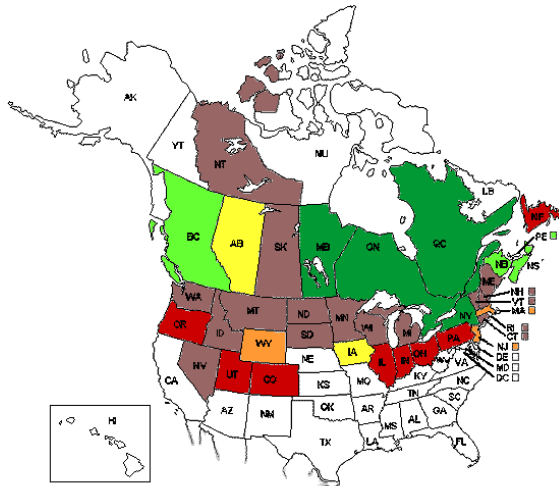 AK
YT
NT
NU
LB
NF
BC
AB
SK
MB
ON
QC
PE
NB
NS
ME
WA
MT
ND
MN
NH
VT
MA
OR
ID
SD
WI
MI
NY
RI
CT
WY
IA
PA
NJ
NV
NE
IL
IN
OH
DE
MD
DC
UT
CO
WV
VA
CA
KS
MO
KY
NC
AZ
NM
OK
AR
TN
SC
HI
TX
LA
MS
AL
GA
FL